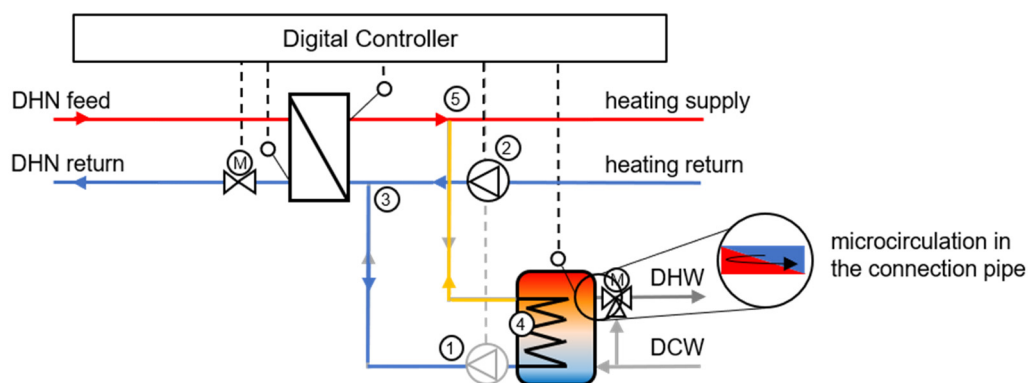 Digital Controller
DHN feed
5
heating supply
2
DHN return
M
heating return
3
microcirculation in
the connection pipe
M
DHW
4
1
DCW